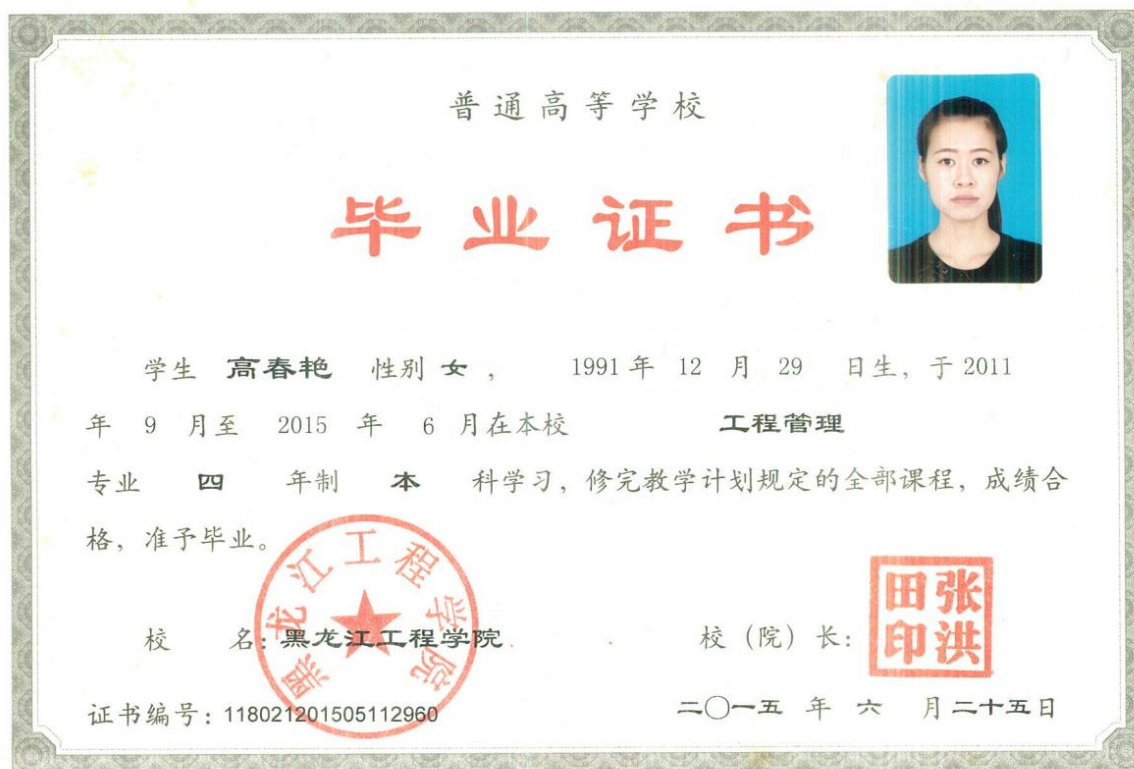 普通高等学校
毕业证书
学生 高春艳 性别 女 , 1991 年 12 月 29 日生, 于 2011
年 9 月至 2015 年 6 月在本校 工程管理
专业 四 年制 本 科学习, 修完教学计划规定的全部课程, 成绩合
格, 准予毕业。
黑龙江工程学院
校 名: 黑龙江工程学院 校 (院) 长: 张洪田印
证书编号: 118021201505112960 二〇一五 年 六 月 二十五日